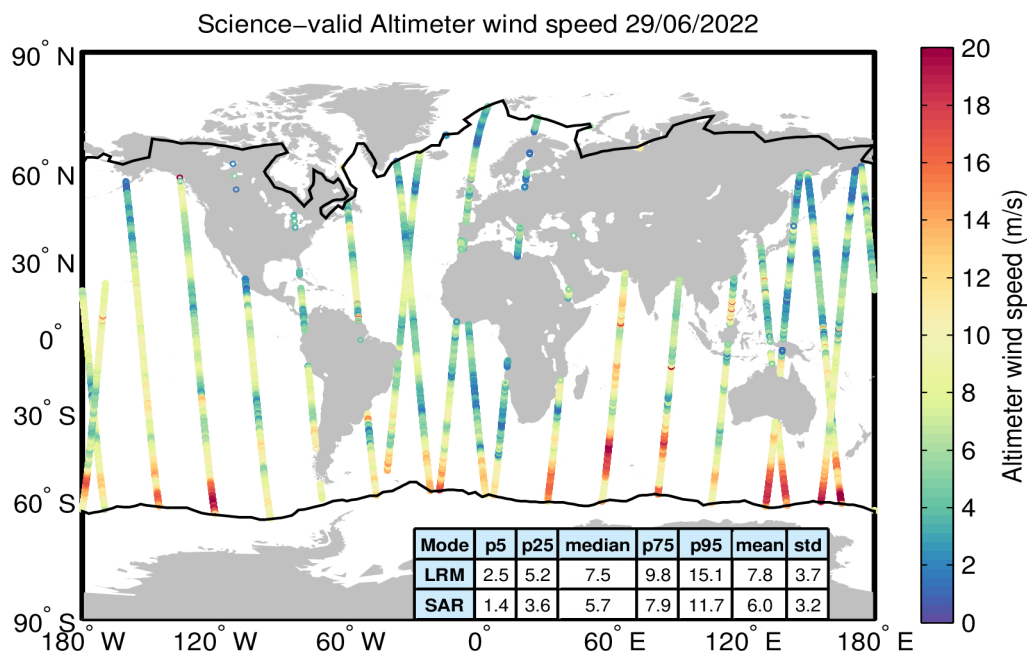 Science−valid Altimeter wind speed 29/06/2022
90° N
60° N
30° N
0°
30° S
60° S
90° S
180° W
120° W
60° W
0°
60° E
120° E
180° E
20
18
16
14
12
10
8
6
4
2
0
Altimeter wind speed (m/s)
Mode p5 p25 median p75 p95 mean std
LRM 2.5 5.2 7.5 9.8 15.1 7.8 3.7
SAR 1.4 3.6 5.7 7.9 11.7 6.0 3.2